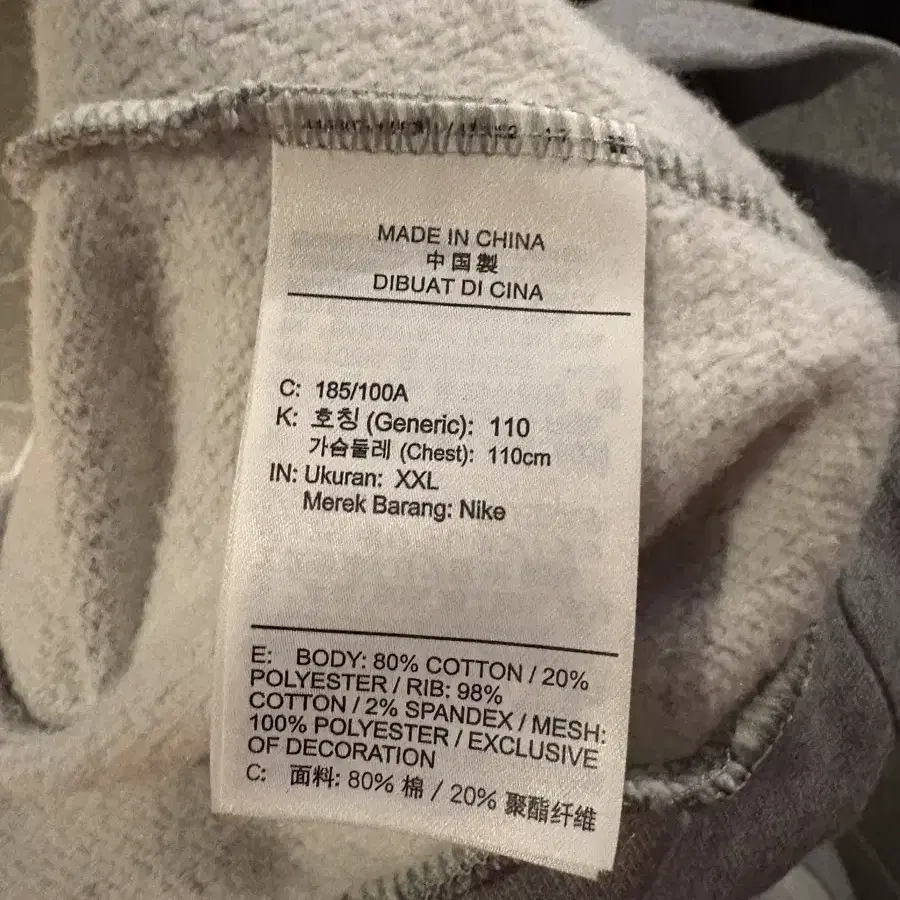 MADE IN CHINA
中国製
DIBUAT DI CINA
C: 185/100A
K: 호칭 (Generic): 110
가슴둘레 (Chest): 110cm
IN: Ukuran: XXL
Merek Barang: Nike
E: BODY: 80% COTTON / 20%
POLYESTER / RIB: 98%
COTTON / 2% SPANDEX / MESH:
100% POLYESTER / EXCLUSIVE
OF DECORATION
C: 面料: 80% 棉 / 20% 聚酯纤维